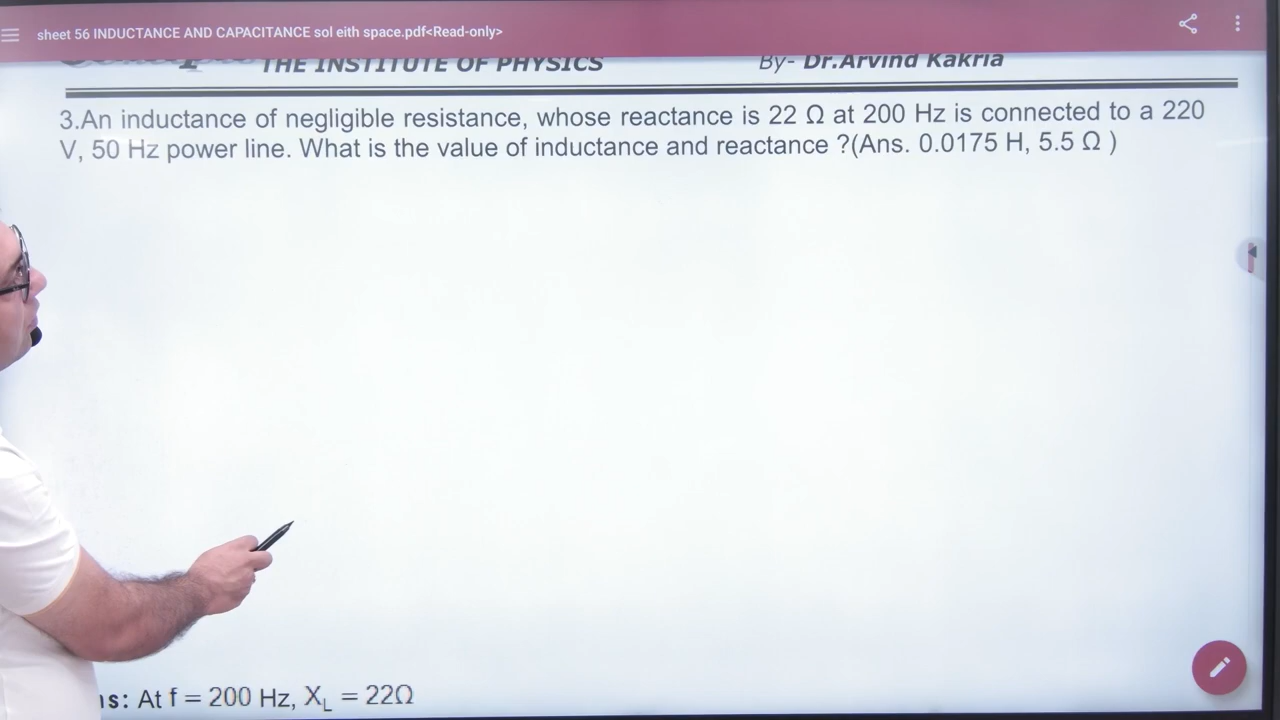 sheet 56 INDUCTANCE AND CAPACITANCE sol eith space.pdf<Read-only>
THE INSTITUTE OF PHYSICS By- Dr.Arvind Kakria
3.An inductance of negligible resistance, whose reactance is 22 Ω at 200 Hz is connected to a 220
V, 50 Hz power line. What is the value of inductance and reactance ?(Ans. 0.0175 H, 5.5 Ω )
s: At f = 200 Hz, X_L = 22Ω